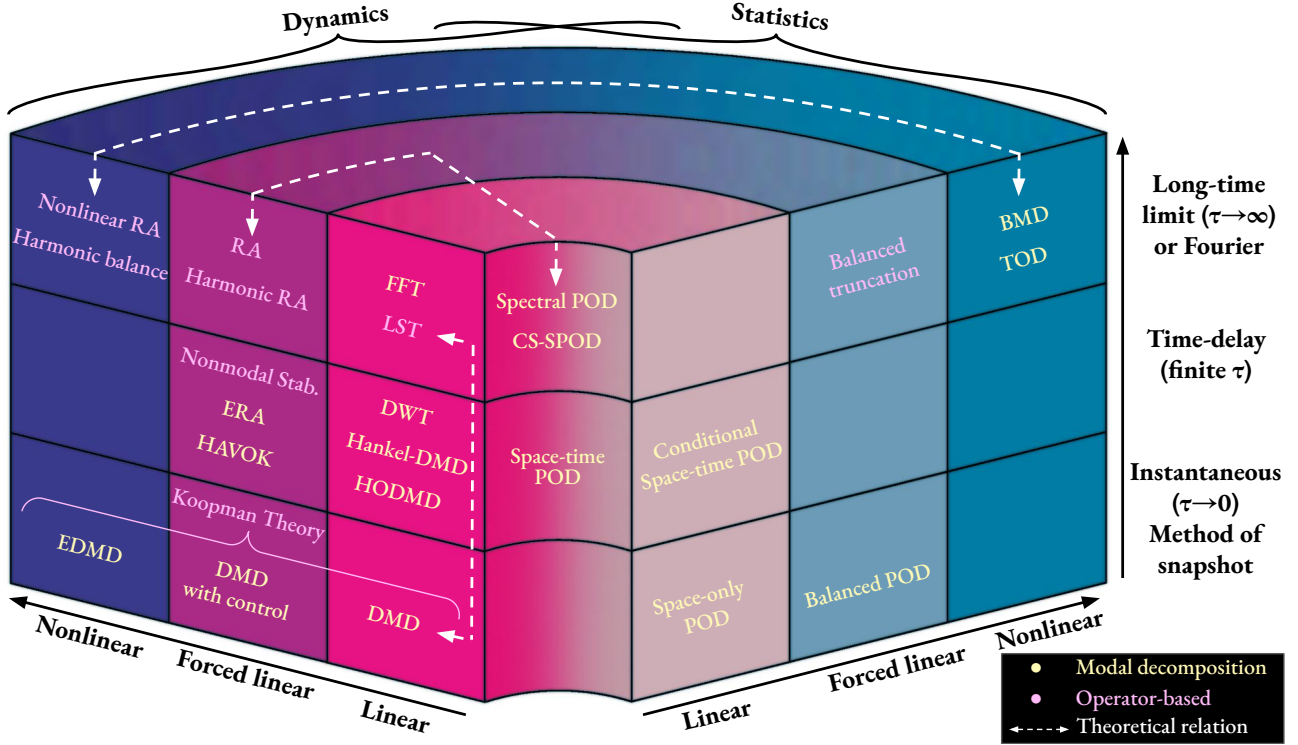 Dynamics
Statistics
Nonlinear RA
Harmonic balance
RA
Harmonic RA
FFT
LST
Spectral POD
CS-SPOD
Balanced
truncation
BMD
TOD
Long-time
limit (τ→∞)
or Fourier
Nonmodal Stab.
ERA
HAVOK
DWT
Hankel-DMD
HODMD
Space-time
POD
Conditional
Space-time POD
Time-delay
(finite τ)
Koopman Theory
EDMD
DMD
with control
DMD
Space-only
POD
Balanced POD
Instantaneous
(τ→0)
Method of
snapshot
Nonlinear
Forced linear
Linear
Linear
Forced linear
Nonlinear
Modal decomposition
Operator-based
Theoretical relation